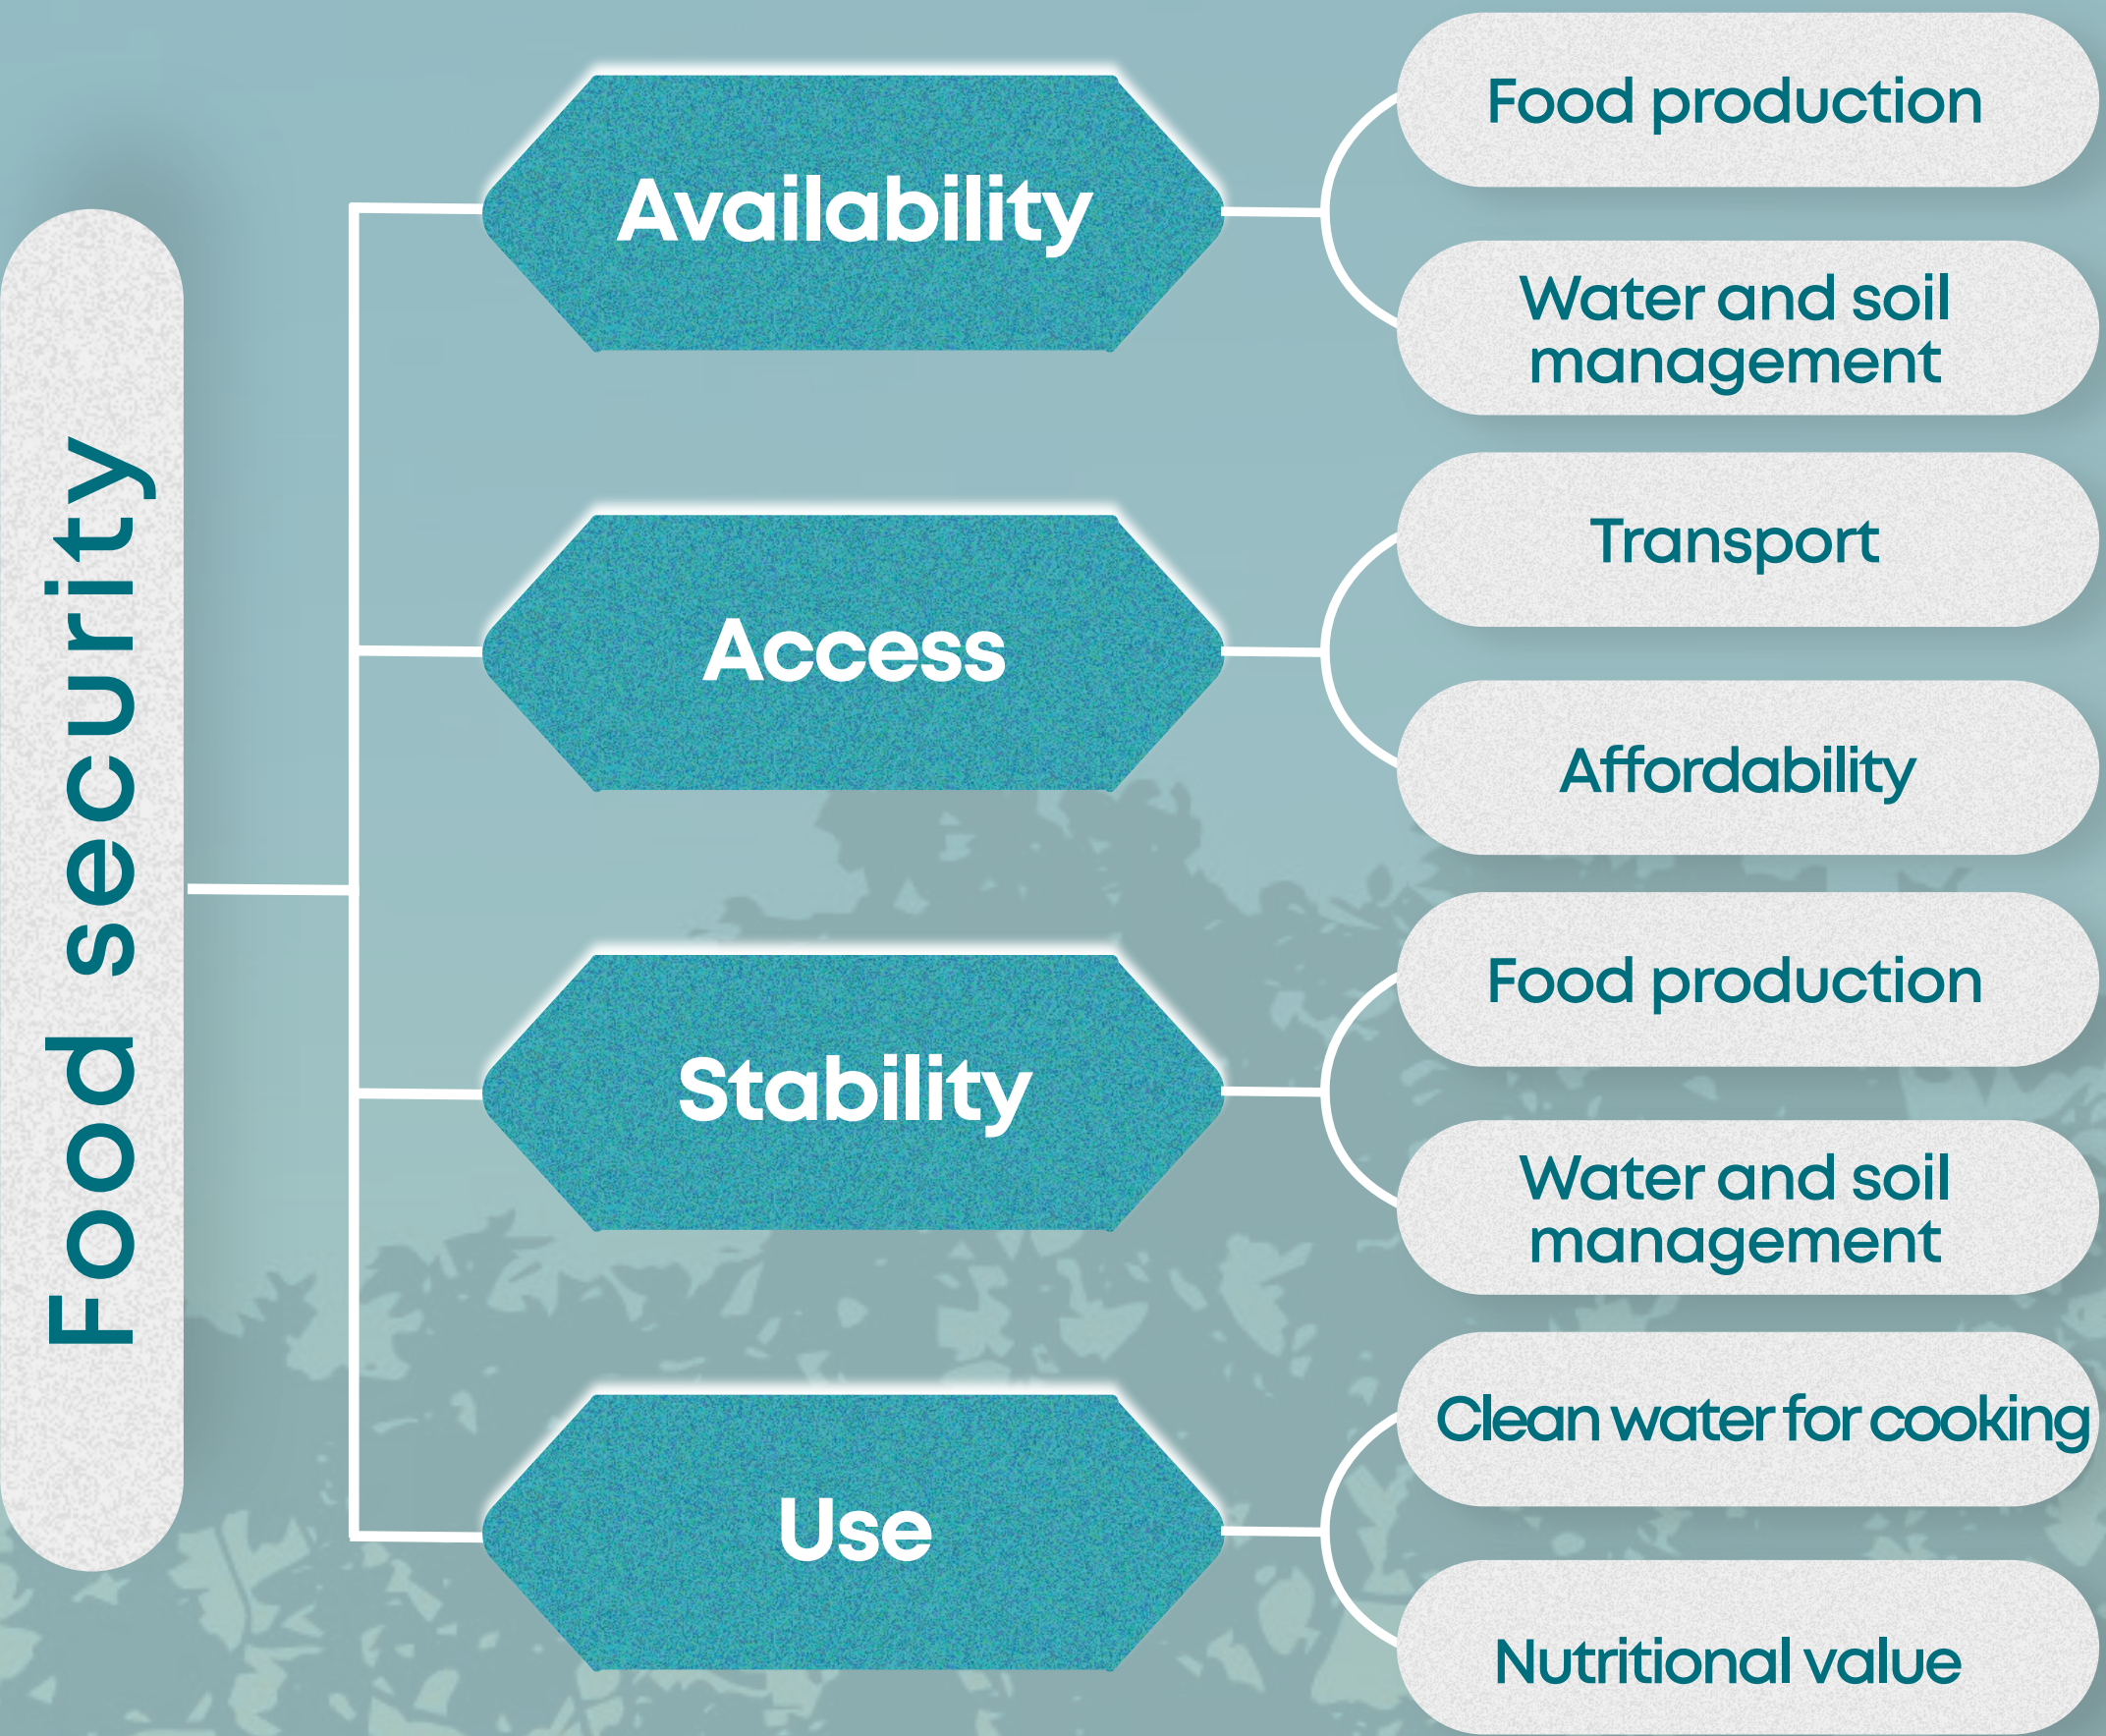 Food security
Availability
Food production
Water and soil
management
Access
Transport
Affordability
Stability
Food production
Water and soil
management
Use
Clean water for cooking
Nutritional value